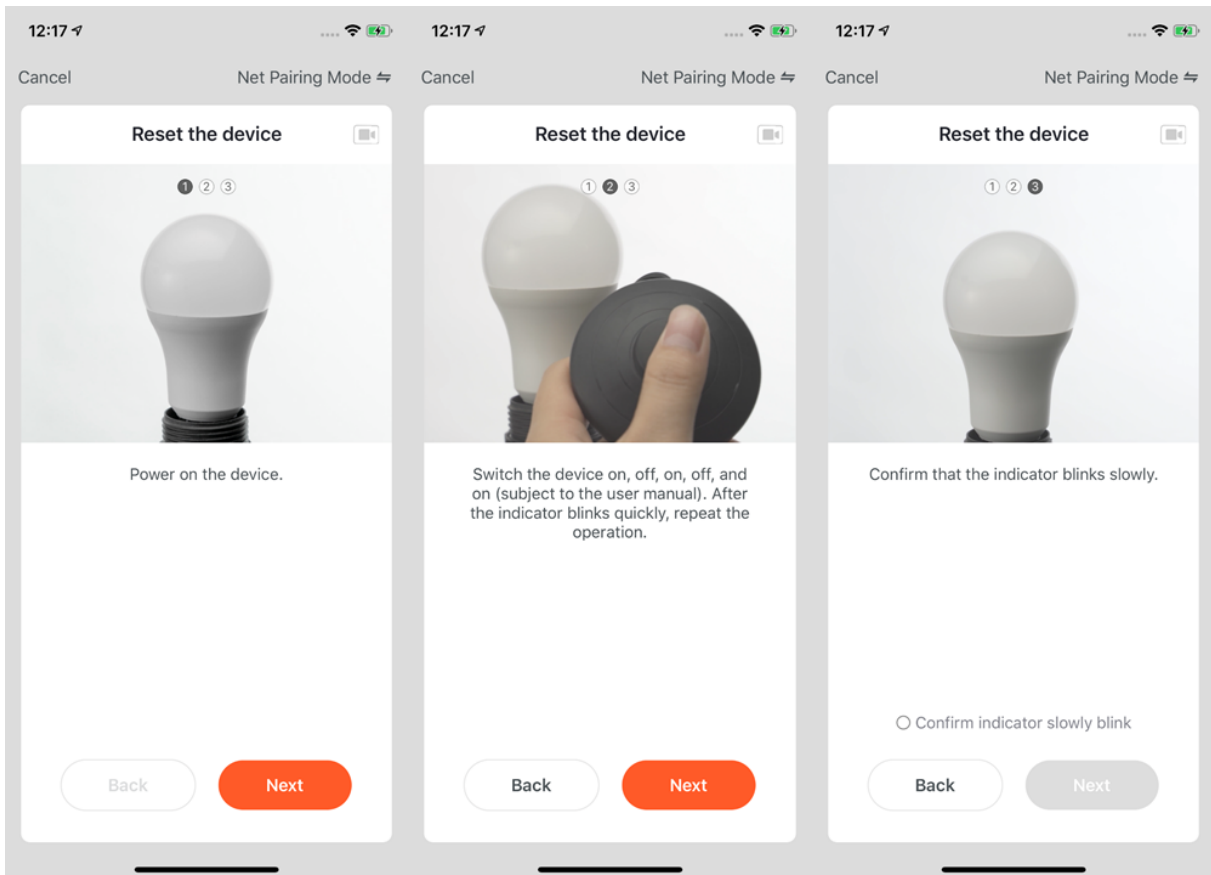 12:17
Cancel
Net Pairing Mode
Reset the device
1 2 3
Power on the device.
Back
Next
12:17
Cancel
Net Pairing Mode
Reset the device
1 2 3
Switch the device on, off, on, off, and
on (subject to the user manual). After
the indicator blinks quickly, repeat the
operation.
Back
Next
12:17
Cancel
Net Pairing Mode
Reset the device
1 2 3
Confirm that the indicator blinks slowly.
Confirm indicator slowly blink
Back
Next